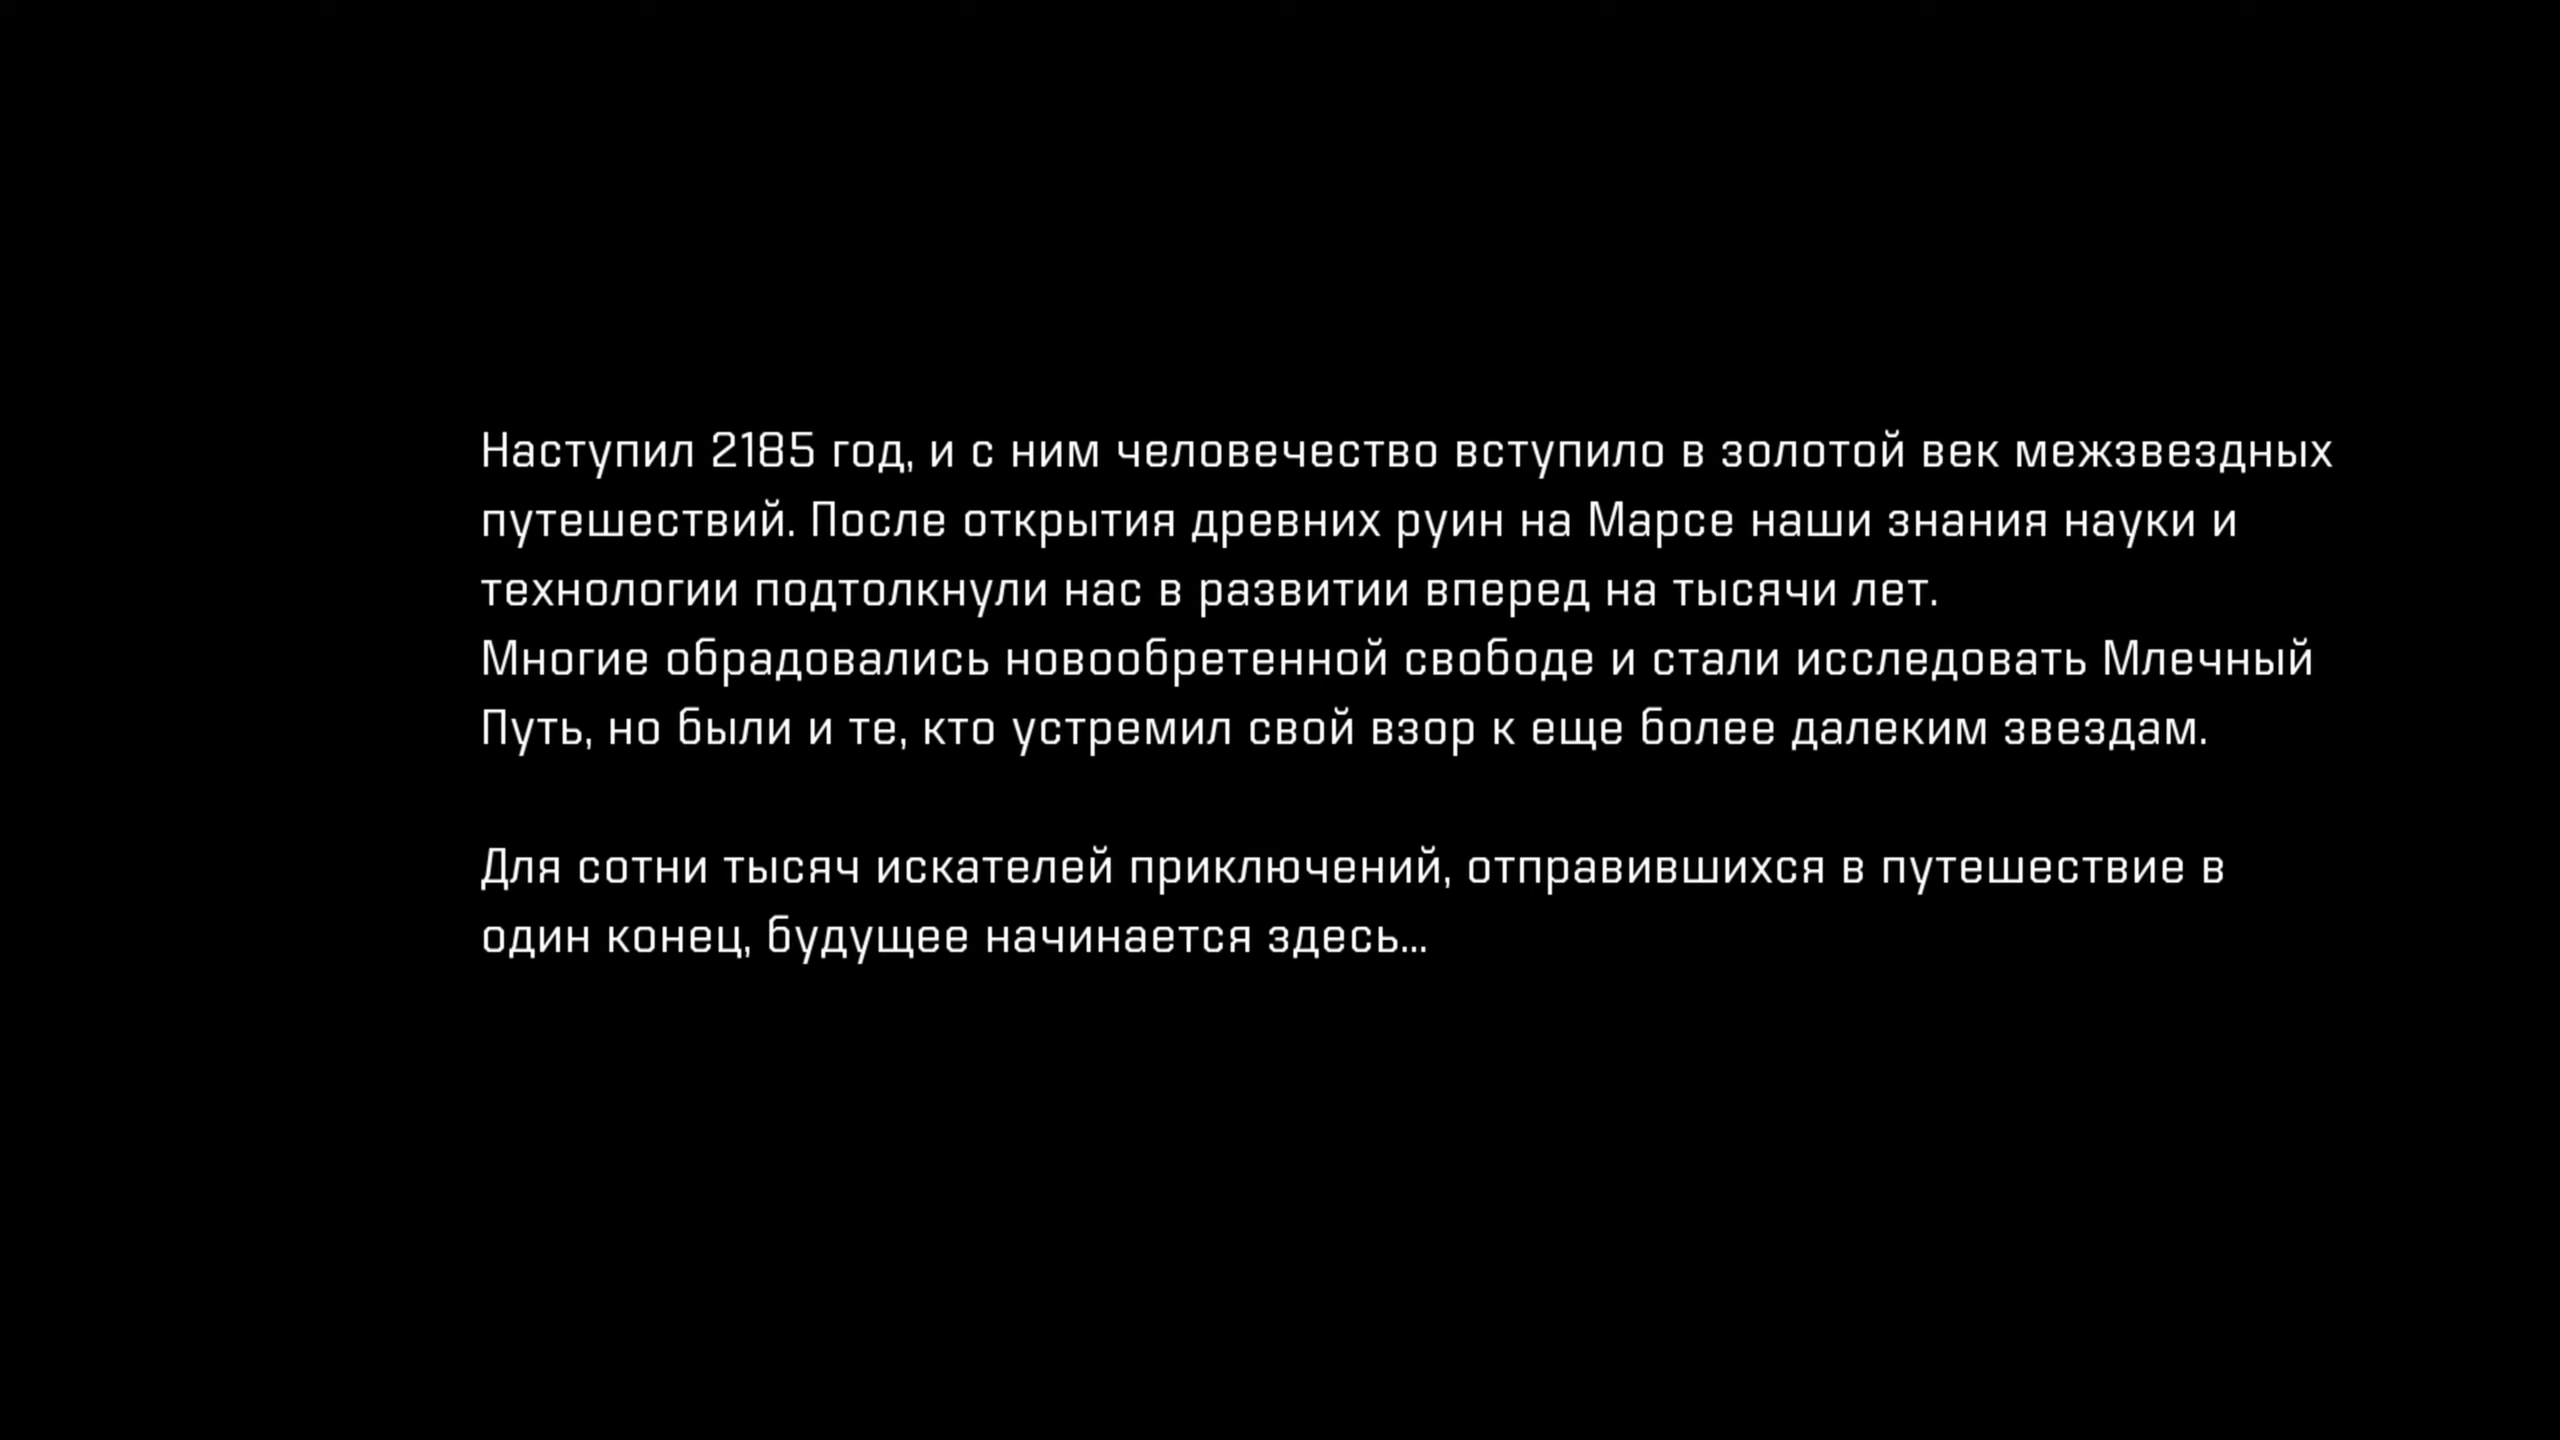 Наступил 2185 год, и с ним человечество вступило в золотой век межзвездных
путешествий. После открытия древних руин на Марсе наши знания науки и
технологии подтолкнули нас в развитии вперед на тысячи лет.
Многие обрадовались новообретенной свободе и стали исследовать Млечный
Путь, но были и те, кто устремил свой взор к еще более далеким звездам.
Для сотни тысяч искателей приключений, отправившихся в путешествие в
один конец, будущее начинается здесь...